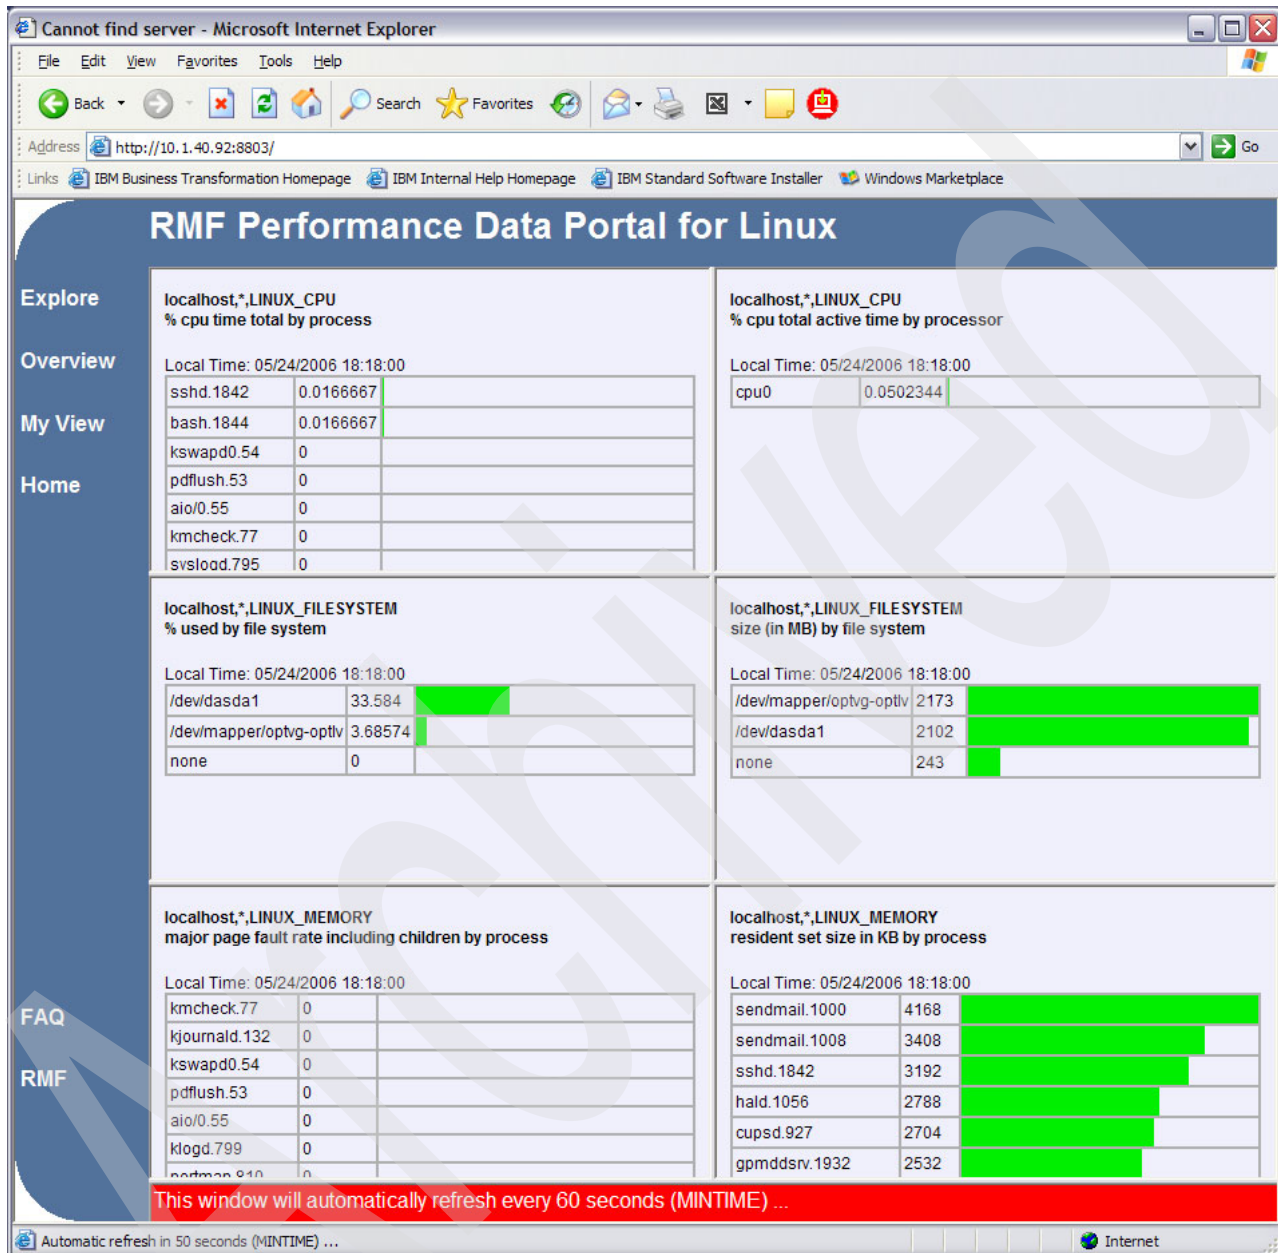 Cannot find server - Microsoft Internet Explorer
File Edit View Favorites Tools Help
Back Search Favorites
Address http://10.1.40.92:8803/ Go
Links IBM Business Transformation Homepage IBM Internal Help Homepage IBM Standard Software Installer Windows Marketplace
RMF Performance Data Portal for Linux
Explore
Overview
My View
Home
FAQ
RMF
localhost,*,LINUX_CPU
% cpu time total by process
Local Time: 05/24/2006 18:18:00
sshd.1842 0.0166667
bash.1844 0.0166667
kswapd0.54 0
pdflush.53 0
aio/0.55 0
kmcheck.77 0
syslogd.795 0
localhost,*,LINUX_CPU
% cpu total active time by processor
Local Time: 05/24/2006 18:18:00
cpu0 0.0502344
localhost,*,LINUX_FILESYSTEM
% used by file system
Local Time: 05/24/2006 18:18:00
/dev/dasda1 33.584
/dev/mapper/optvg-optlv 3.68574
none 0
localhost,*,LINUX_FILESYSTEM
size (in MB) by file system
Local Time: 05/24/2006 18:18:00
/dev/mapper/optvg-optlv 2173
/dev/dasda1 2102
none 243
localhost,*,LINUX_MEMORY
major page fault rate including children by process
Local Time: 05/24/2006 18:18:00
kmcheck.77 0
kjournald.132 0
kswapd0.54 0
pdflush.53 0
aio/0.55 0
klogd.799 0
portmap.810 0
localhost,*,LINUX_MEMORY
resident set size in KB by process
Local Time: 05/24/2006 18:18:00
sendmail.1000 4168
sendmail.1008 3408
sshd.1842 3192
hald.1056 2788
cupsd.927 2704
gpmddsrv.1932 2532
This window will automatically refresh every 60 seconds (MINTIME) ...
Automatic refresh in 50 seconds (MINTIME) ... Internet
Archived